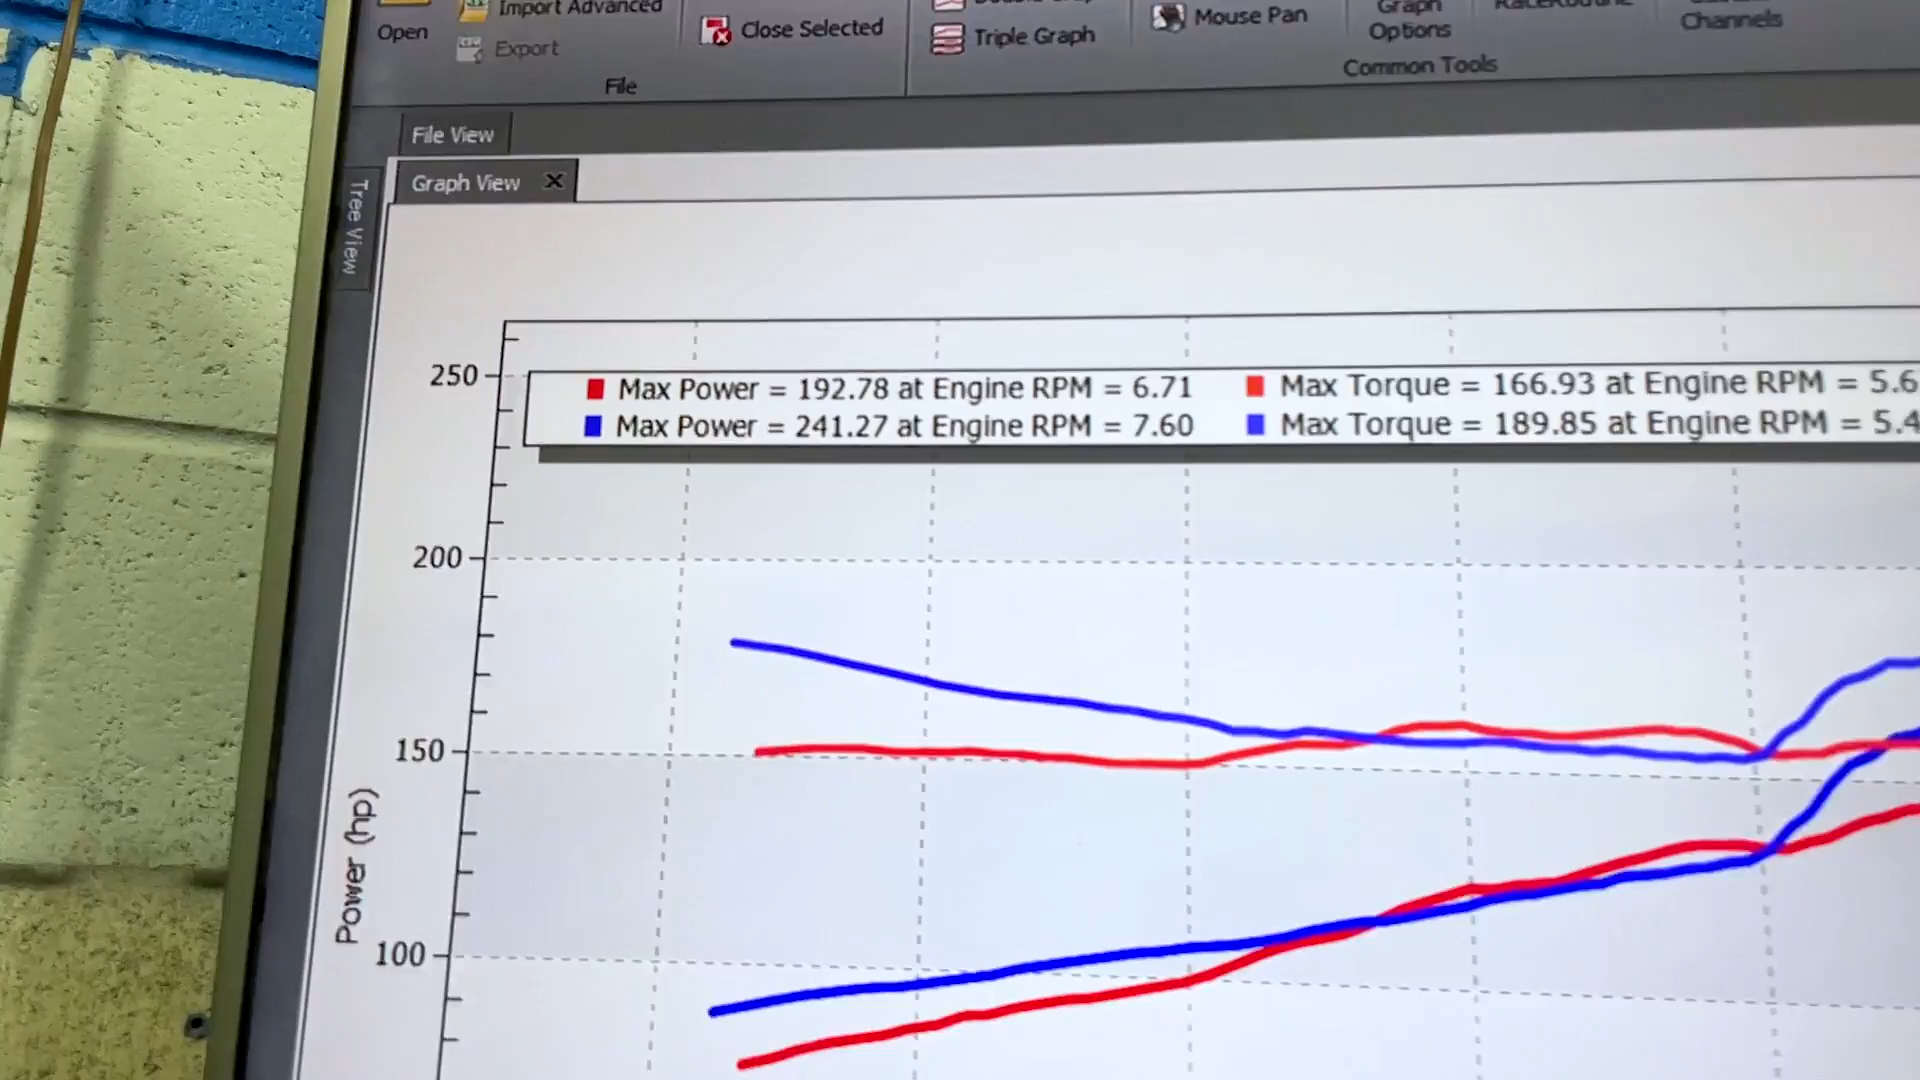 Open
Import Advanced
Export
Close Selected
Triple Graph
Mouse Pan
Graph
Options
Channels
File
Common Tools
File View
Graph View
Tree View
250
Max Power = 192.78 at Engine RPM = 6.71
Max Torque = 166.93 at Engine RPM = 5.6
Max Power = 241.27 at Engine RPM = 7.60
Max Torque = 189.85 at Engine RPM = 5.4
200
150
Power (hp)
100